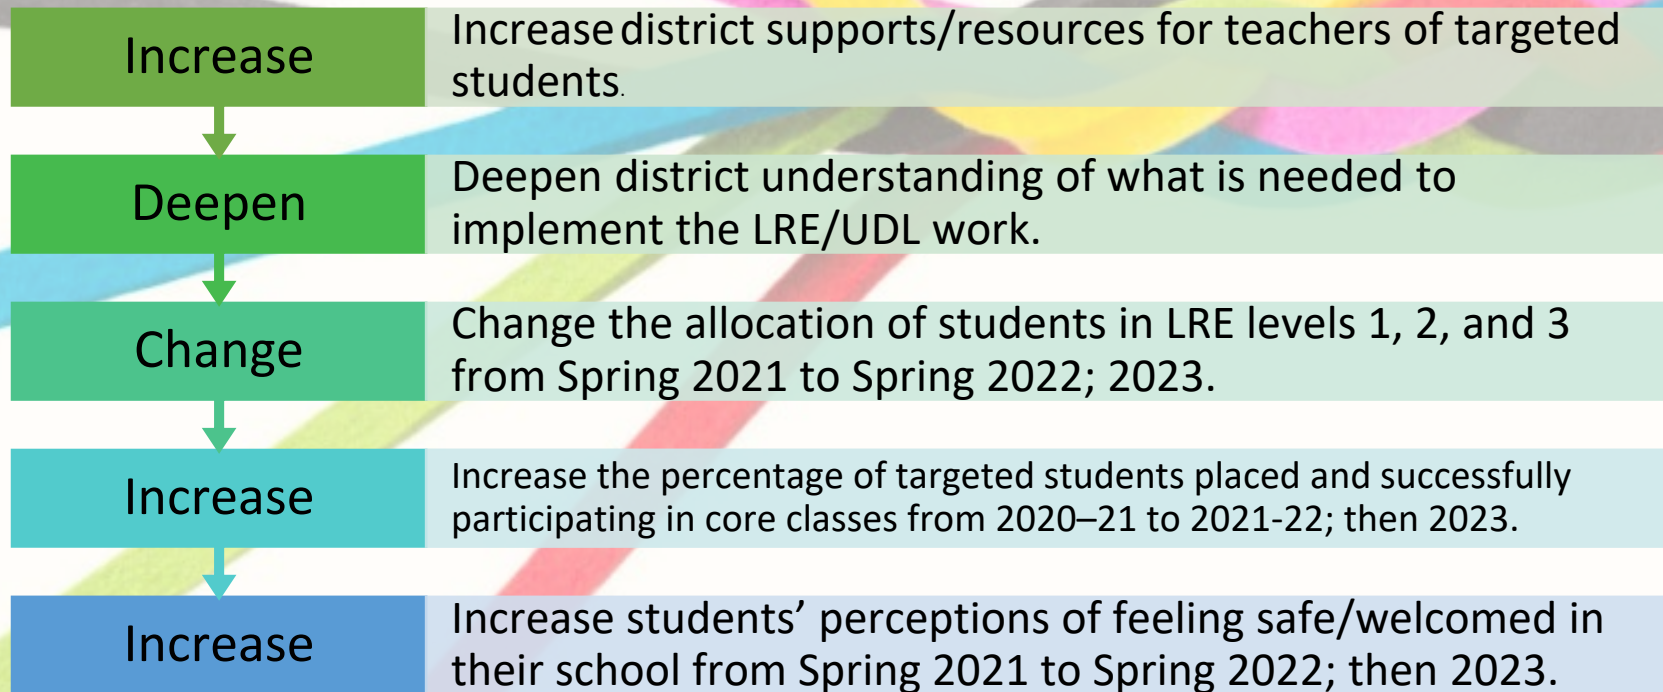 Increase
Increase district supports/resources for teachers of targeted
students.
Deepen
Deepen district understanding of what is needed to
implement the LRE/UDL work.
Change
Change the allocation of students in LRE levels 1, 2, and 3
from Spring 2021 to Spring 2022; 2023.
Increase
Increase the percentage of targeted students placed and successfully
participating in core classes from 2020–21 to 2021-22; then 2023.
Increase
Increase students’ perceptions of feeling safe/welcomed in
their school from Spring 2021 to Spring 2022; then 2023.